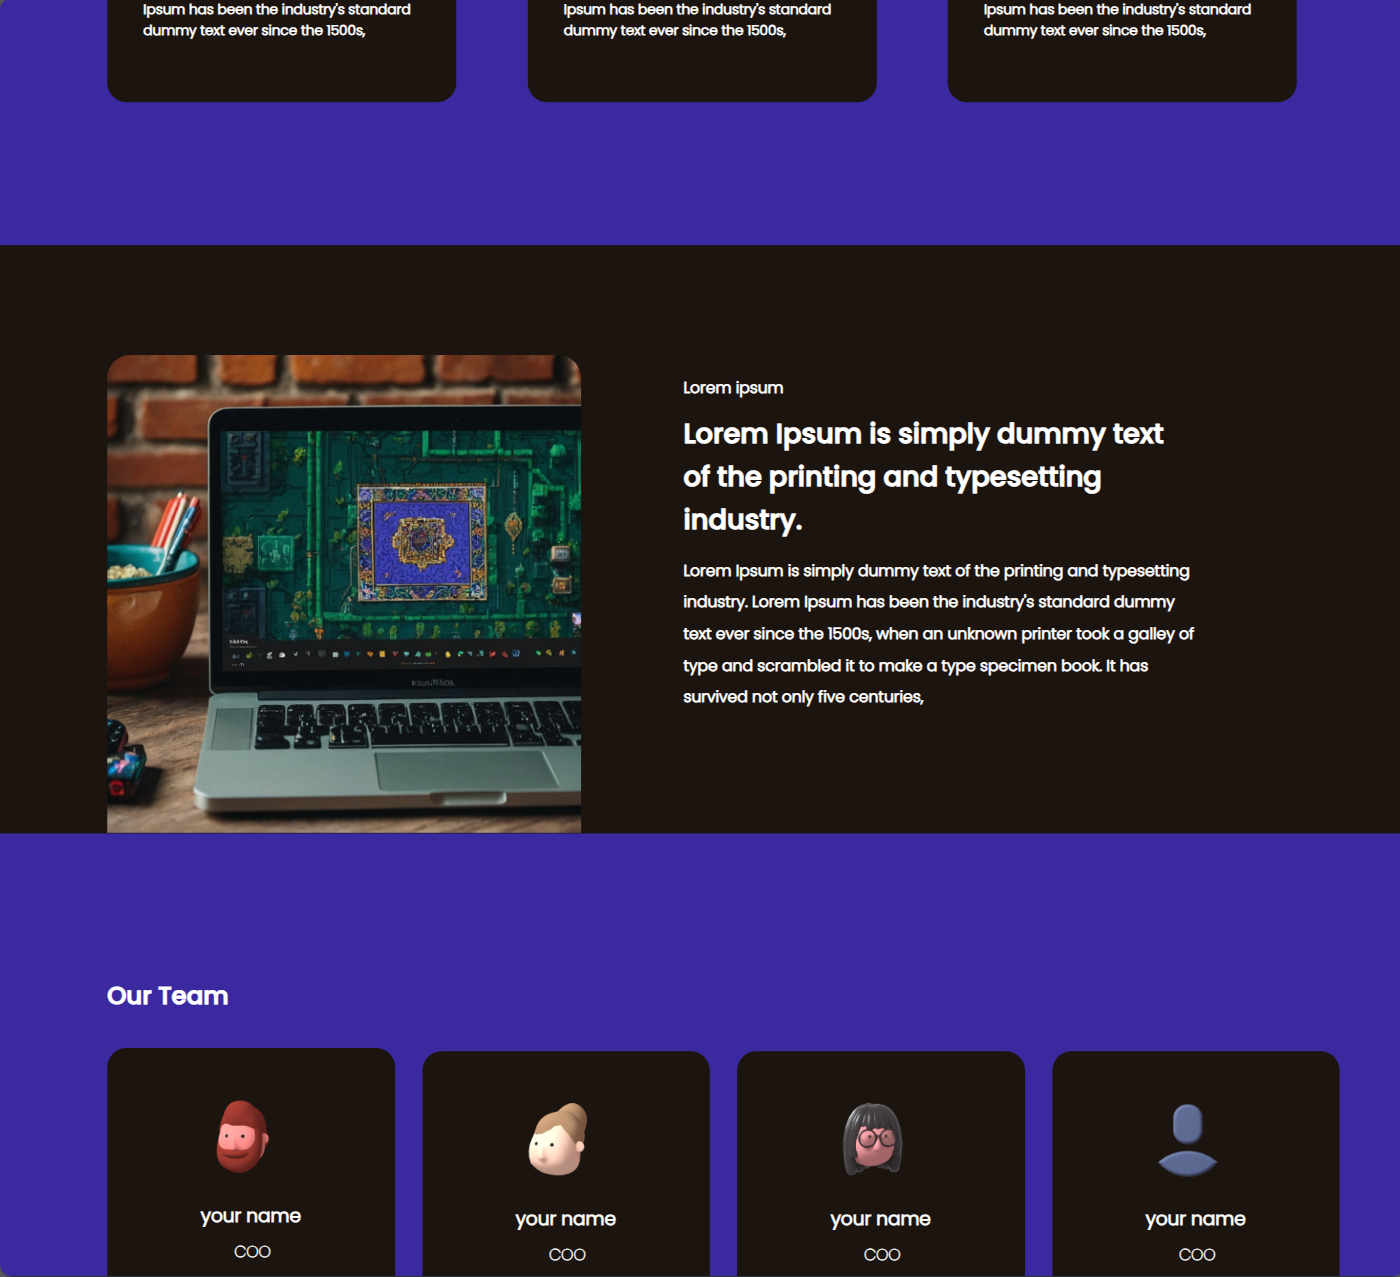 Ipsum has been the industry's standard
dummy text ever since the 1500s,
Ipsum has been the industry's standard
dummy text ever since the 1500s,
Ipsum has been the industry's standard
dummy text ever since the 1500s,
Lorem ipsum
Lorem Ipsum is simply dummy text
of the printing and typesetting
industry.
Lorem Ipsum is simply dummy text of the printing and typesetting
industry. Lorem Ipsum has been the industry's standard dummy
text ever since the 1500s, when an unknown printer took a galley of
type and scrambled it to make a type specimen book. It has
survived not only five centuries,
Our Team
your name
COO
your name
COO
your name
COO
your name
COO